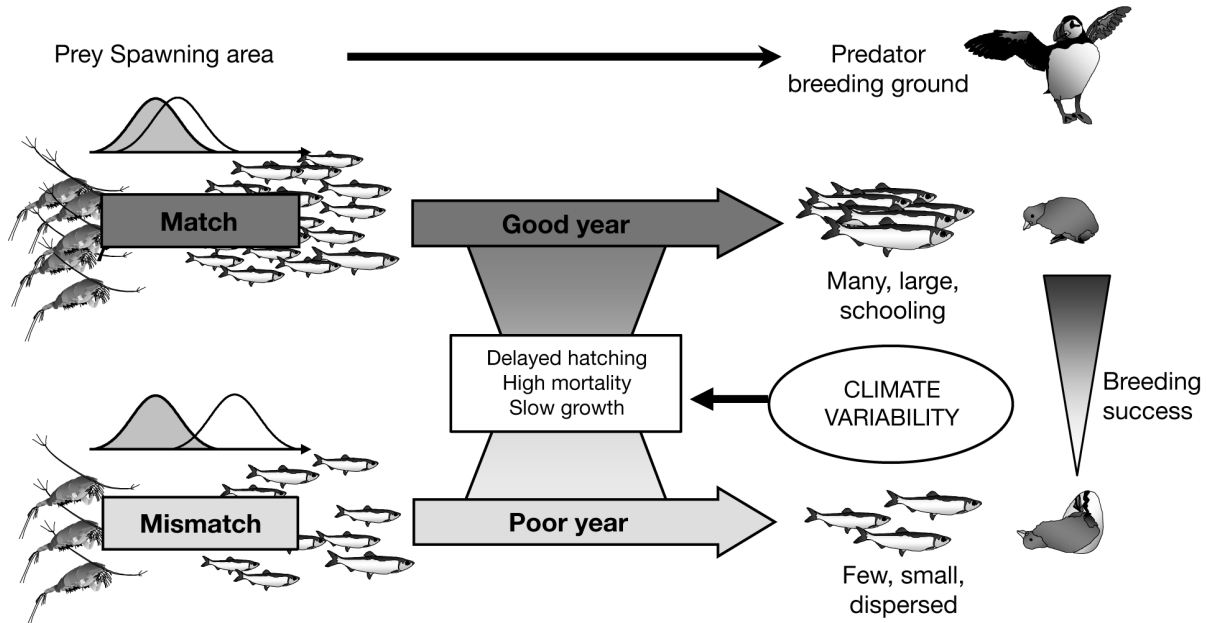 Prey Spawning area
Predator
breeding ground
Match
Good year
Many, large,
schooling
Delayed hatching
High mortality
Slow growth
CLIMATE
VARIABILITY
Breeding
success
Mismatch
Poor year
Few, small,
dispersed